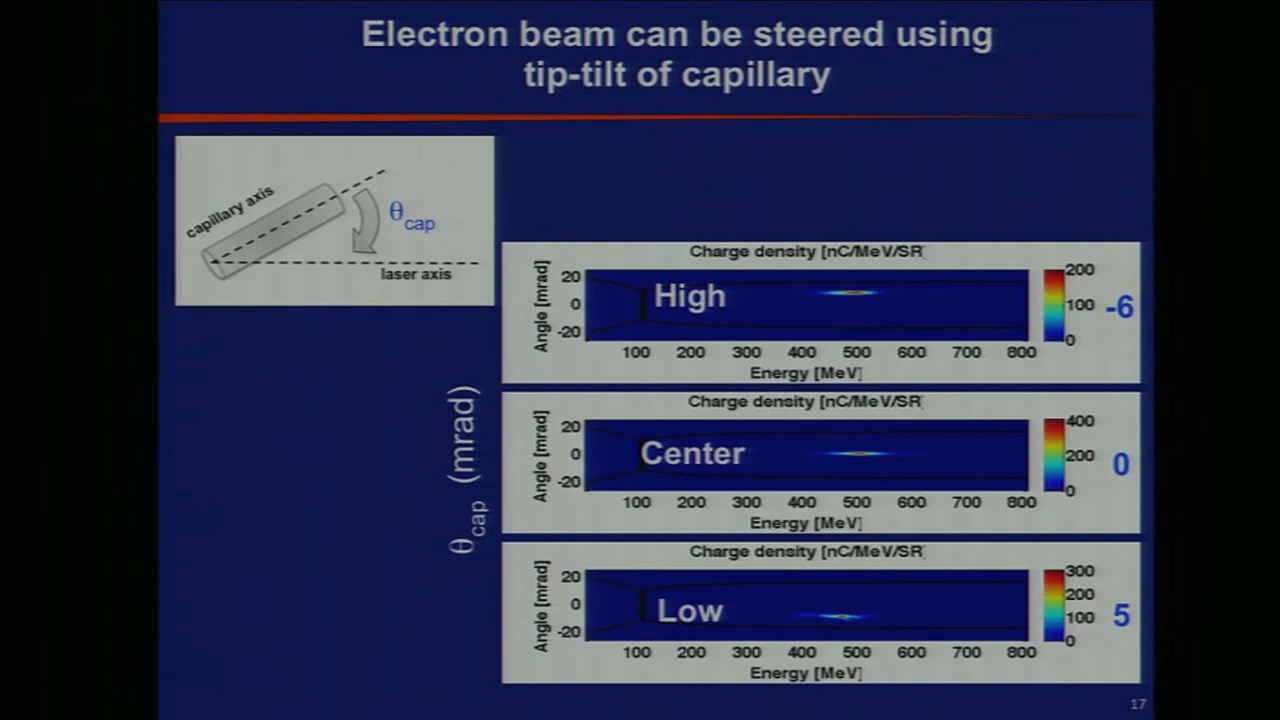 Electron beam can be steered using
tip-tilt of capillary
capillary axis
θcap
laser axis
θcap (mrad)
Charge density [nC/MeV/SR]
Angle [mrad]
20
0
-20
High
100 200 300 400 500 600 700 800
Energy [MeV]
200
100
0
-6
Charge density [nC/MeV/SR]
Angle [mrad]
20
0
-20
Center
100 200 300 400 500 600 700 800
Energy [MeV]
400
200
0
0
Charge density [nC/MeV/SR]
Angle [mrad]
20
0
-20
Low
100 200 300 400 500 600 700 800
Energy [MeV]
300
200
100
0
5
17